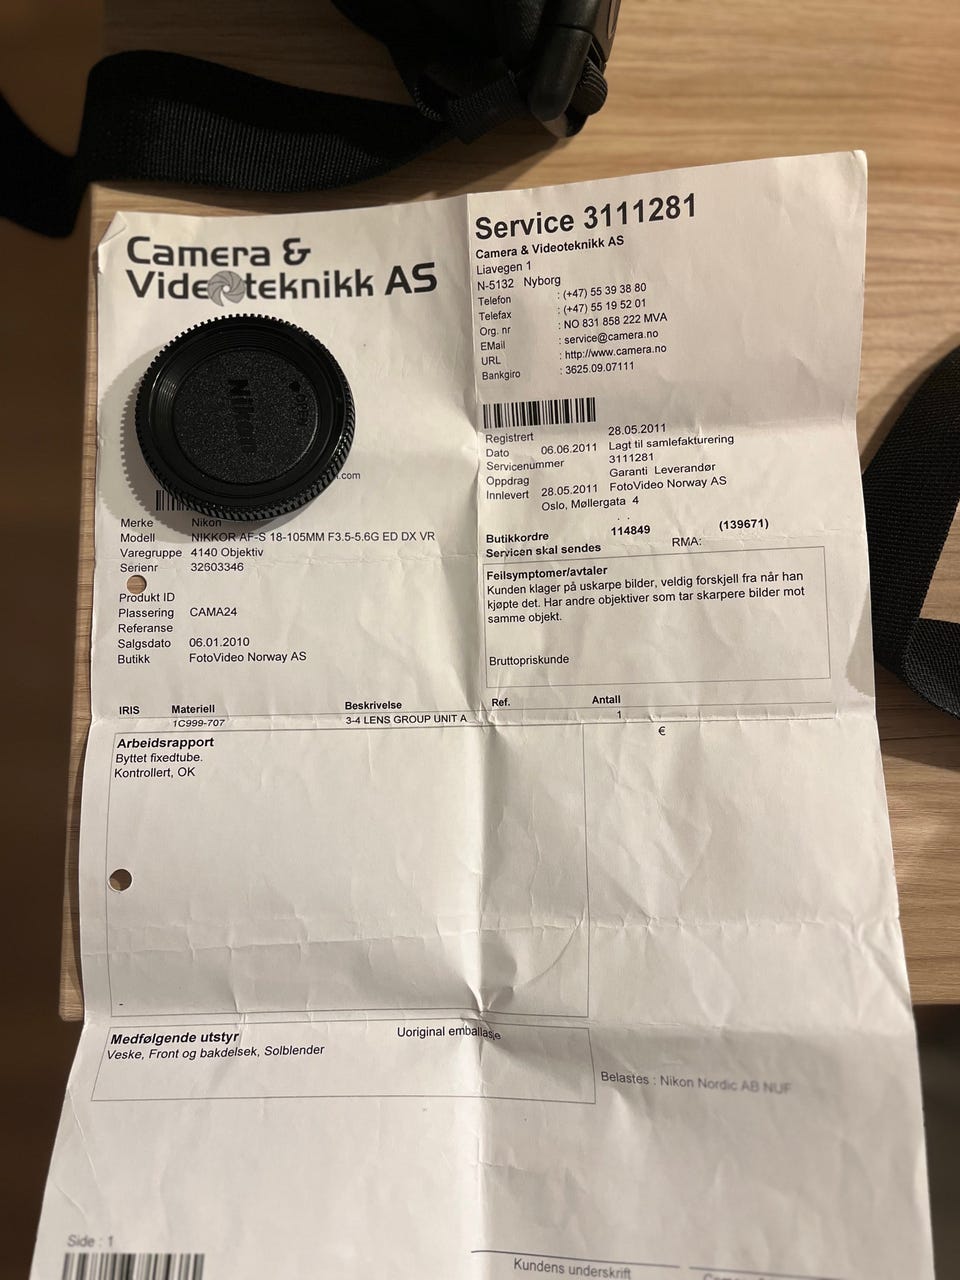 Camera &
Videoteknikk AS
Service 3111281
Camera & Videoteknikk AS
Liavegen 1
N-5132 Nyborg
Telefon : (+47) 55 39 38 80
Telefax : (+47) 55 19 52 01
Org. nr : NO 831 858 222 MVA
EMail : service@camera.no
URL : http://www.camera.no
Bankgiro : 3625.09.07111
Nikon
OPEN
.com
Registrert 28.05.2011
Dato 06.06.2011 Lagt til samlefakturering
Servicenummer 3111281
Oppdrag Garanti Leverandør
Innlevert 28.05.2011 FotoVideo Norway AS
Oslo, Møllergata 4
. .
Butikkordre 114849 (139671)
Servicen skal sendes RMA:
Merke Nikon
Modell NIKKOR AF-S 18-105MM F3.5-5.6G ED DX VR
Varegruppe 4140 Objektiv
Serienr 32603346
Produkt ID
Plassering CAMA24
Referanse
Salgsdato 06.01.2010
Butikk FotoVideo Norway AS
Feilsymptomer/avtaler
Kunden klager på uskarpe bilder, veldig forskjell fra når han
kjøpte det. Har andre objektiver som tar skarpere bilder mot
samme objekt.
Bruttopriskunde
IRIS Materiell Beskrivelse Ref. Antall
1C999-707 3-4 LENS GROUP UNIT A 1
€
Arbeidsrapport
Byttet fixedtube.
Kontrollert, OK
-
Medfølgende utstyr Uoriginal emballasje
Veske, Front og bakdelsek, Solblender
Belastes : Nikon Nordic AB NUF
Side : 1
Kundens underskrift